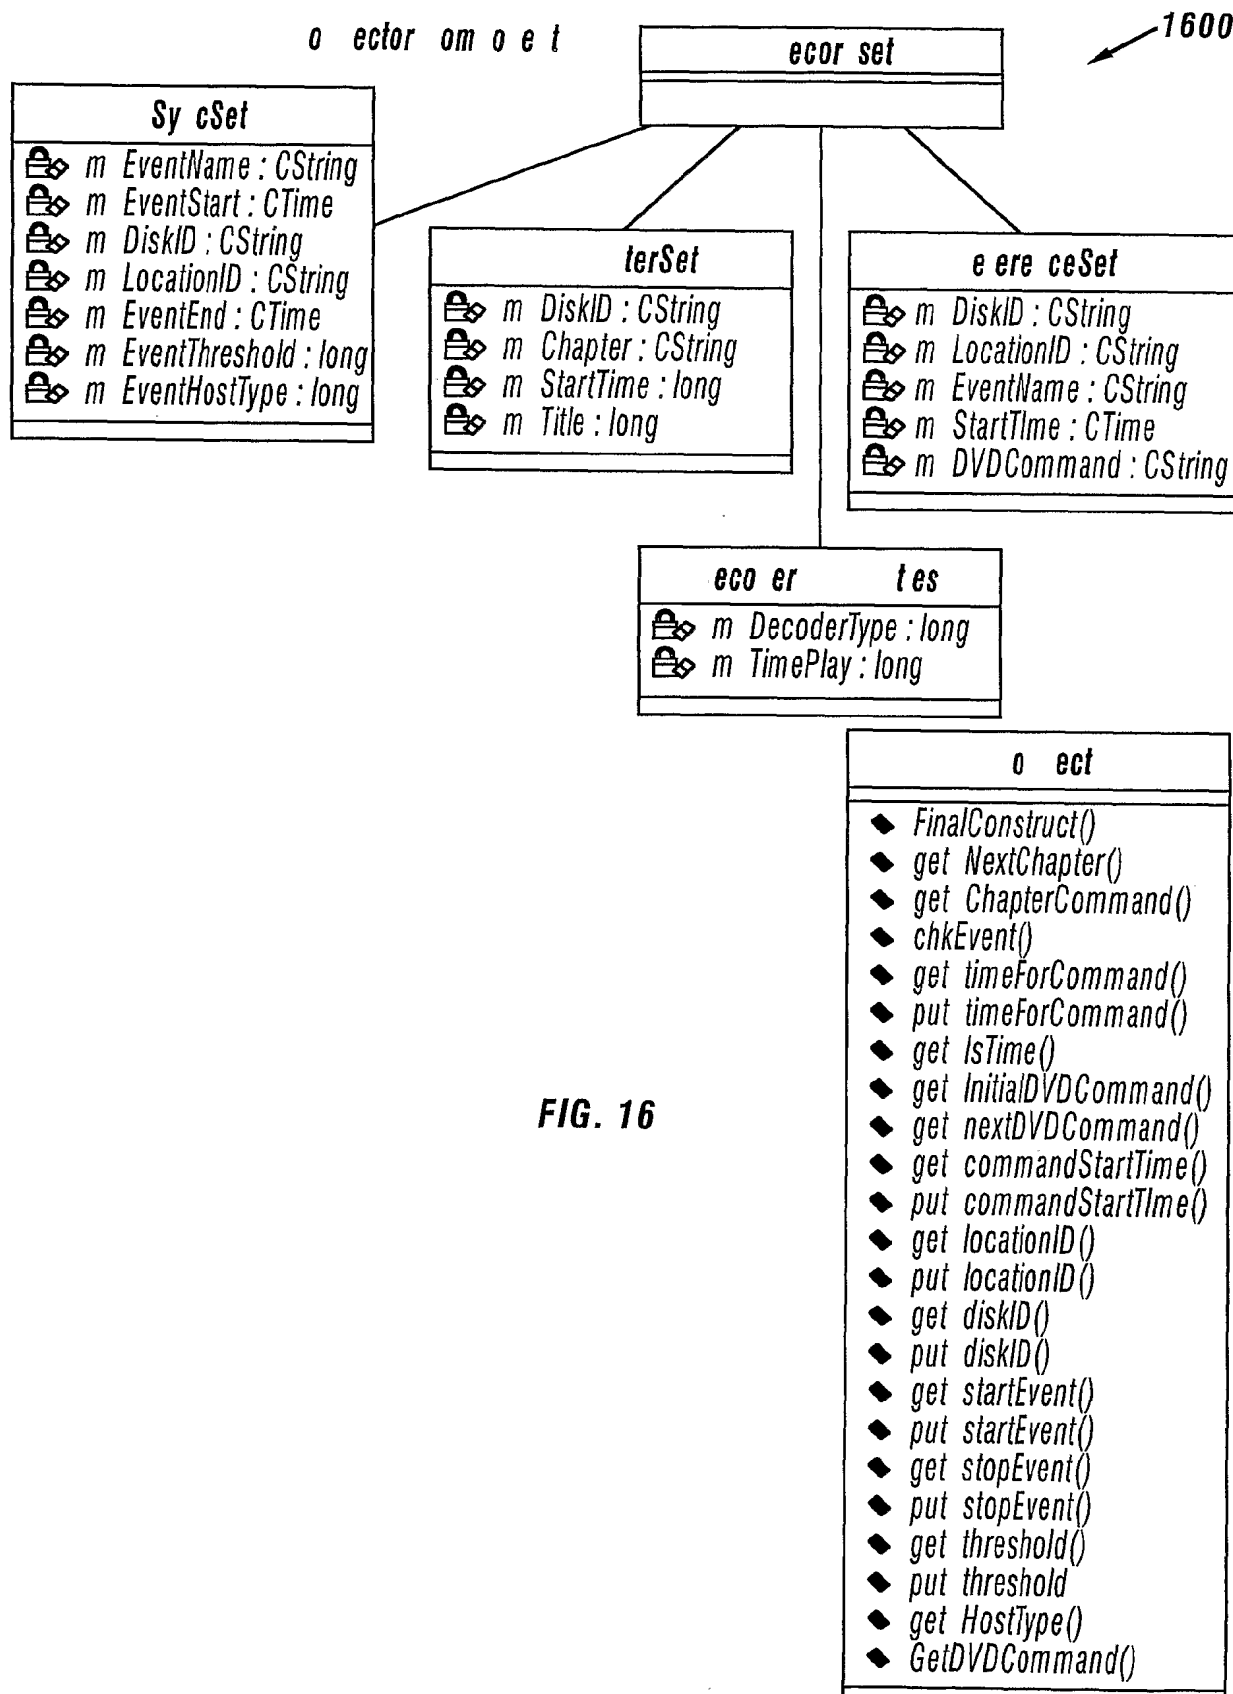 o ector om o e t
1600
ecor set
Sy cSet
m EventName : CString
m EventStart : CTime
m DiskID : CString
m LocationID : CString
m EventEnd : CTime
m EventThreshold : long
m EventHostType : long
terSet
m DiskID : CString
m Chapter : CString
m StartTime : long
m Title : long
e ere ceSet
m DiskID : CString
m LocationID : CString
m EventName : CString
m StartTIme : CTime
m DVDCommand : CString
eco er t es
m DecoderType : long
m TimePlay : long
o ect
FinalConstruct()
get NextChapter()
get ChapterCommand()
chkEvent()
get timeForCommand()
put timeForCommand()
get IsTime()
get InitialDVDCommand()
get nextDVDCommand()
get commandStartTime()
put commandStartTIme()
get locationID()
put locationID()
get diskID()
put diskID()
get startEvent()
put startEvent()
get stopEvent()
put stopEvent()
get threshold()
put threshold
get HostType()
GetDVDCommand()
FIG. 16